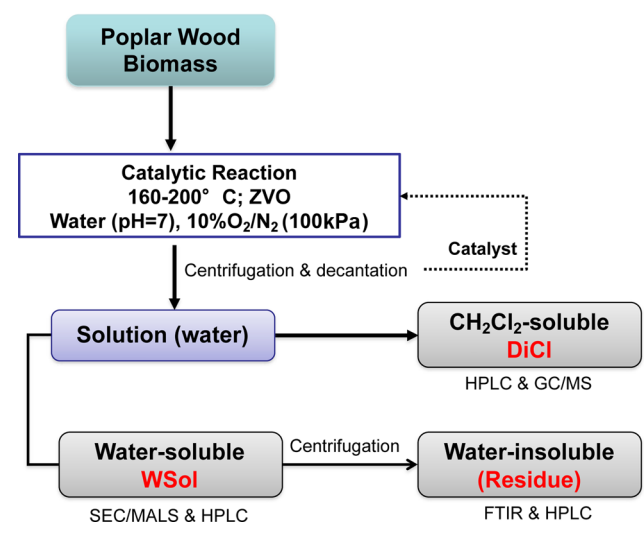 Poplar Wood
Biomass
Catalytic Reaction
160-200° C; ZVO
Water (pH=7), 10%O₂/N₂ (100kPa)
Catalyst
Centrifugation & decantation
Solution (water)
CH₂Cl₂-soluble
DiCl
HPLC & GC/MS
Water-soluble
WSol
Centrifugation
Water-insoluble
(Residue)
SEC/MALS & HPLC
FTIR & HPLC